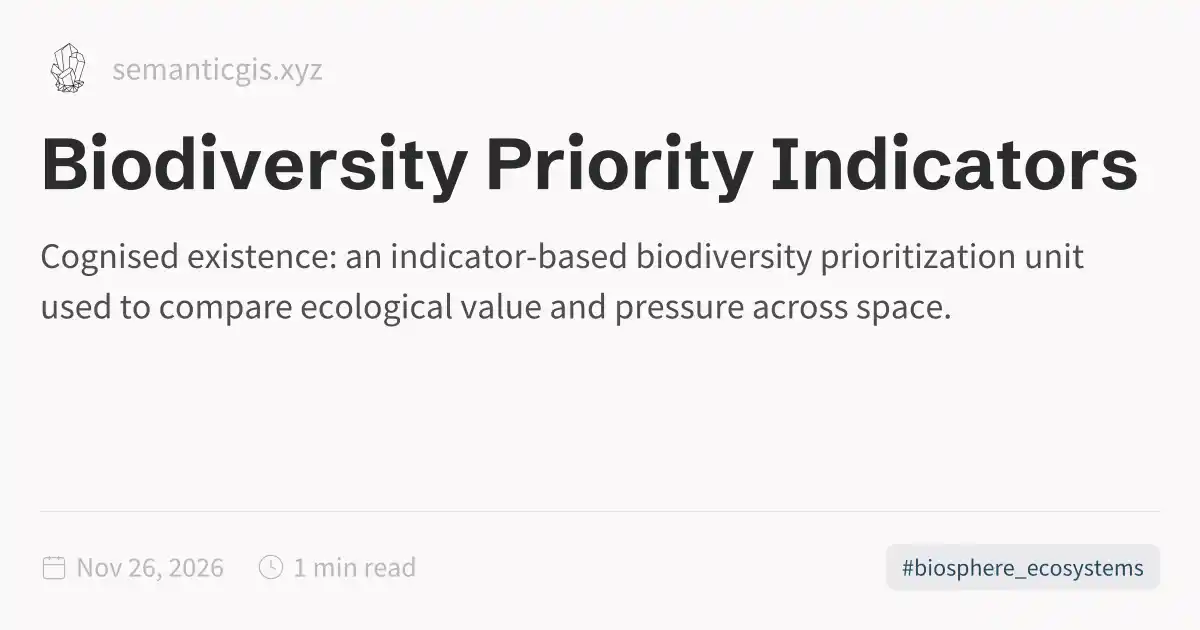 semanticgis.xyz
Biodiversity Priority Indicators
Cognised existence: an indicator-based biodiversity prioritization unit
used to compare ecological value and pressure across space.
Nov 26, 2026
1 min read
#biosphere_ecosystems